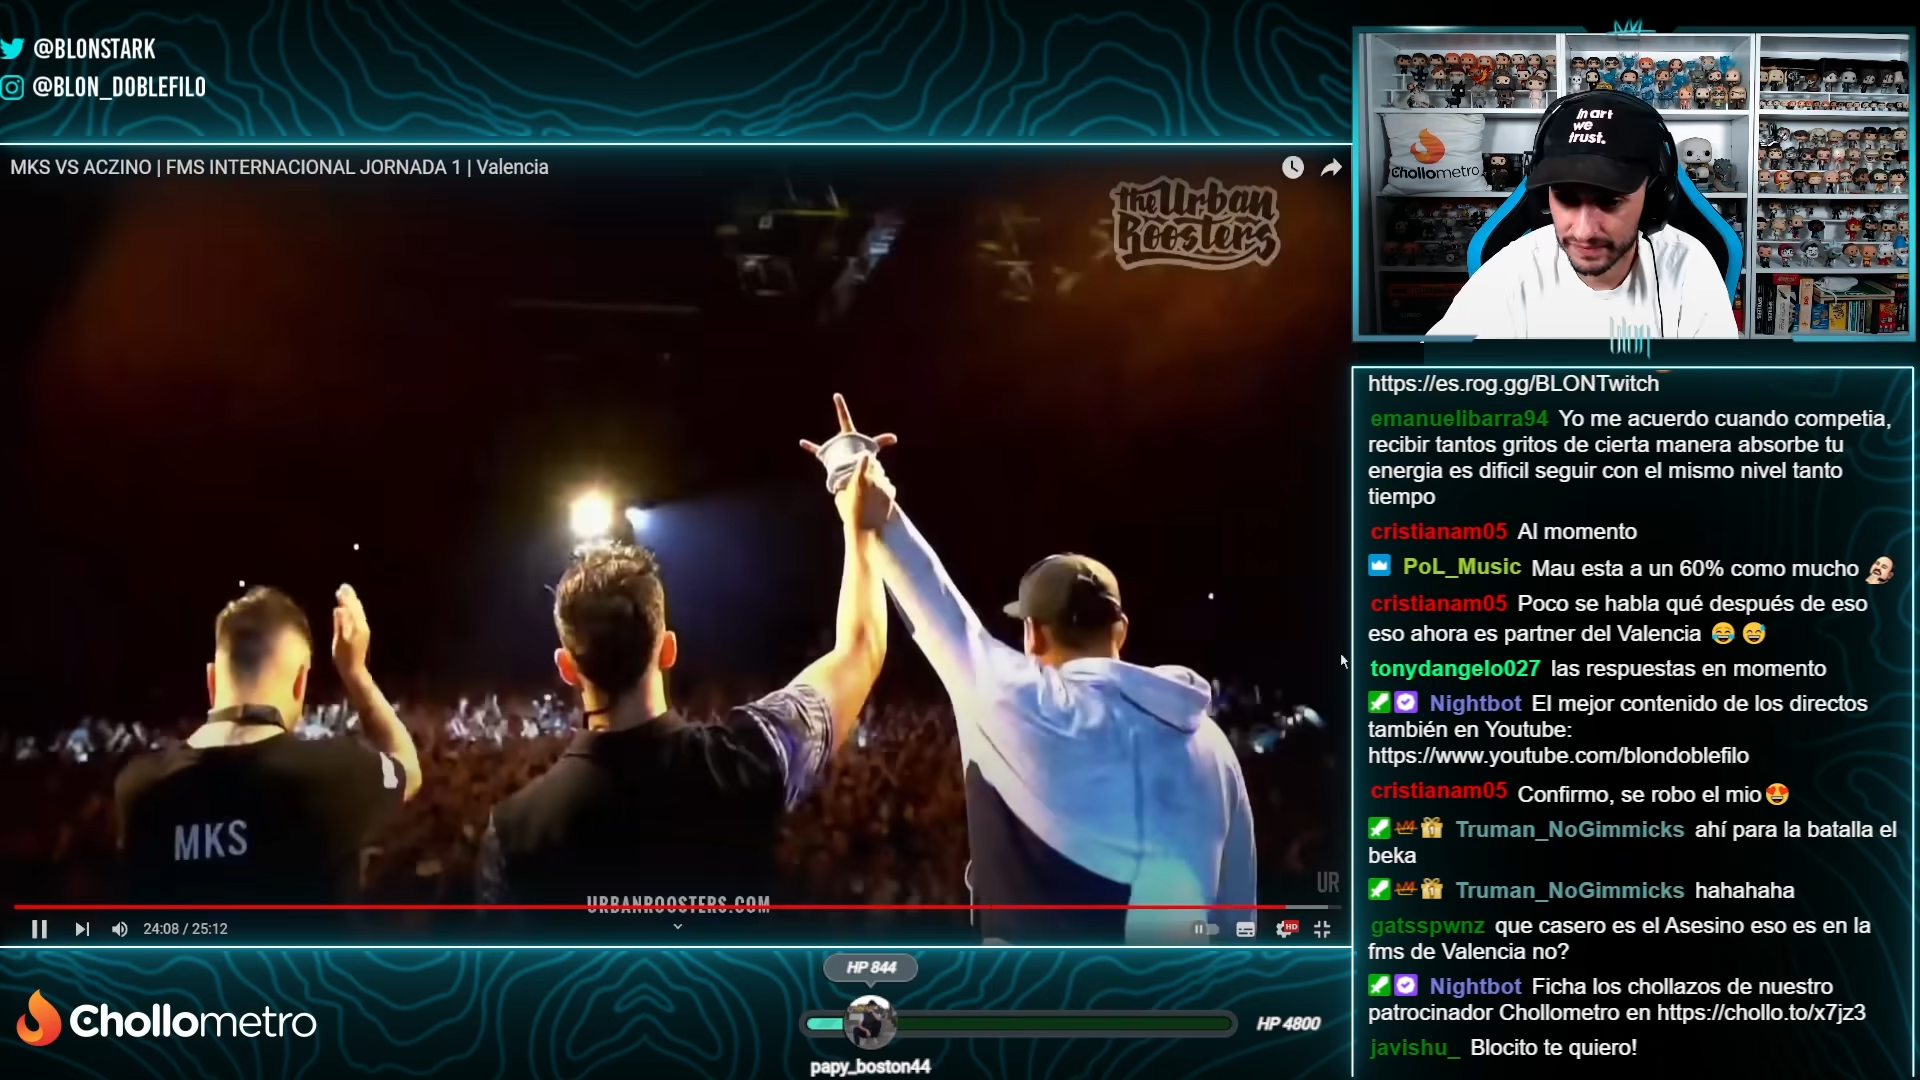 @BLONSTARK
@BLON_DOBLEFILO
MKS VS ACZINO | FMS INTERNACIONAL JORNADA 1 | Valencia
the Urban
Roosters
MKS
UR
URBANROOSTERS.COM
24:08 / 25:12
HD
HP 844
HP 4800
papy_boston44
Chollometro
In art
we
trust.
Chollometro
blon
https://es.rog.gg/BLONTwitch
emanuelibarra94 Yo me acuerdo cuando competia,
recibir tantos gritos de cierta manera absorbe tu
energia es dificil seguir con el mismo nivel tanto
tiempo
cristianam05 Al momento
PoL_Music Mau esta a un 60% como mucho
cristianam05 Poco se habla qué después de eso
eso ahora es partner del Valencia 😂 😅
tonydangelo027 las respuestas en momento
Nightbot El mejor contenido de los directos
también en Youtube:
https://www.youtube.com/blondoblefilo
cristianam05 Confirmo, se robo el mio😍
Truman_NoGimmicks ahí para la batalla el
beka
Truman_NoGimmicks hahahaha
gatsspwnz que casero es el Asesino eso es en la
fms de Valencia no?
Nightbot Ficha los chollazos de nuestro
patrocinador Chollometro en https://chollo.to/x7jz3
javishu_ Blocito te quiero!